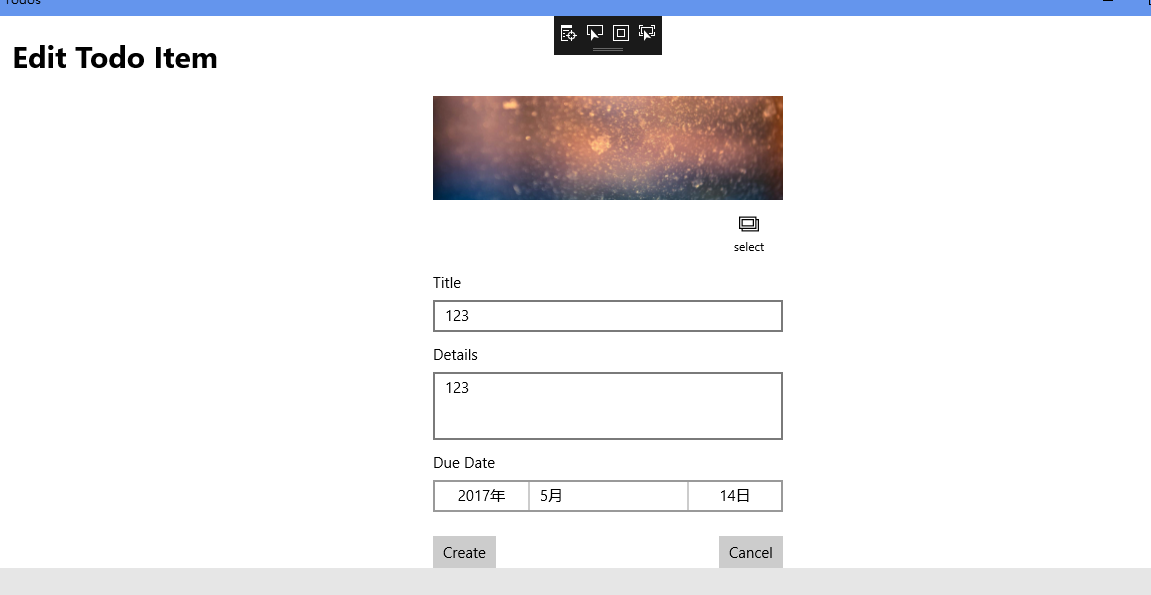 Todos
Edit Todo Item
select
Title
123
Details
123
Due Date
2017年 5月 14日
Create Cancel